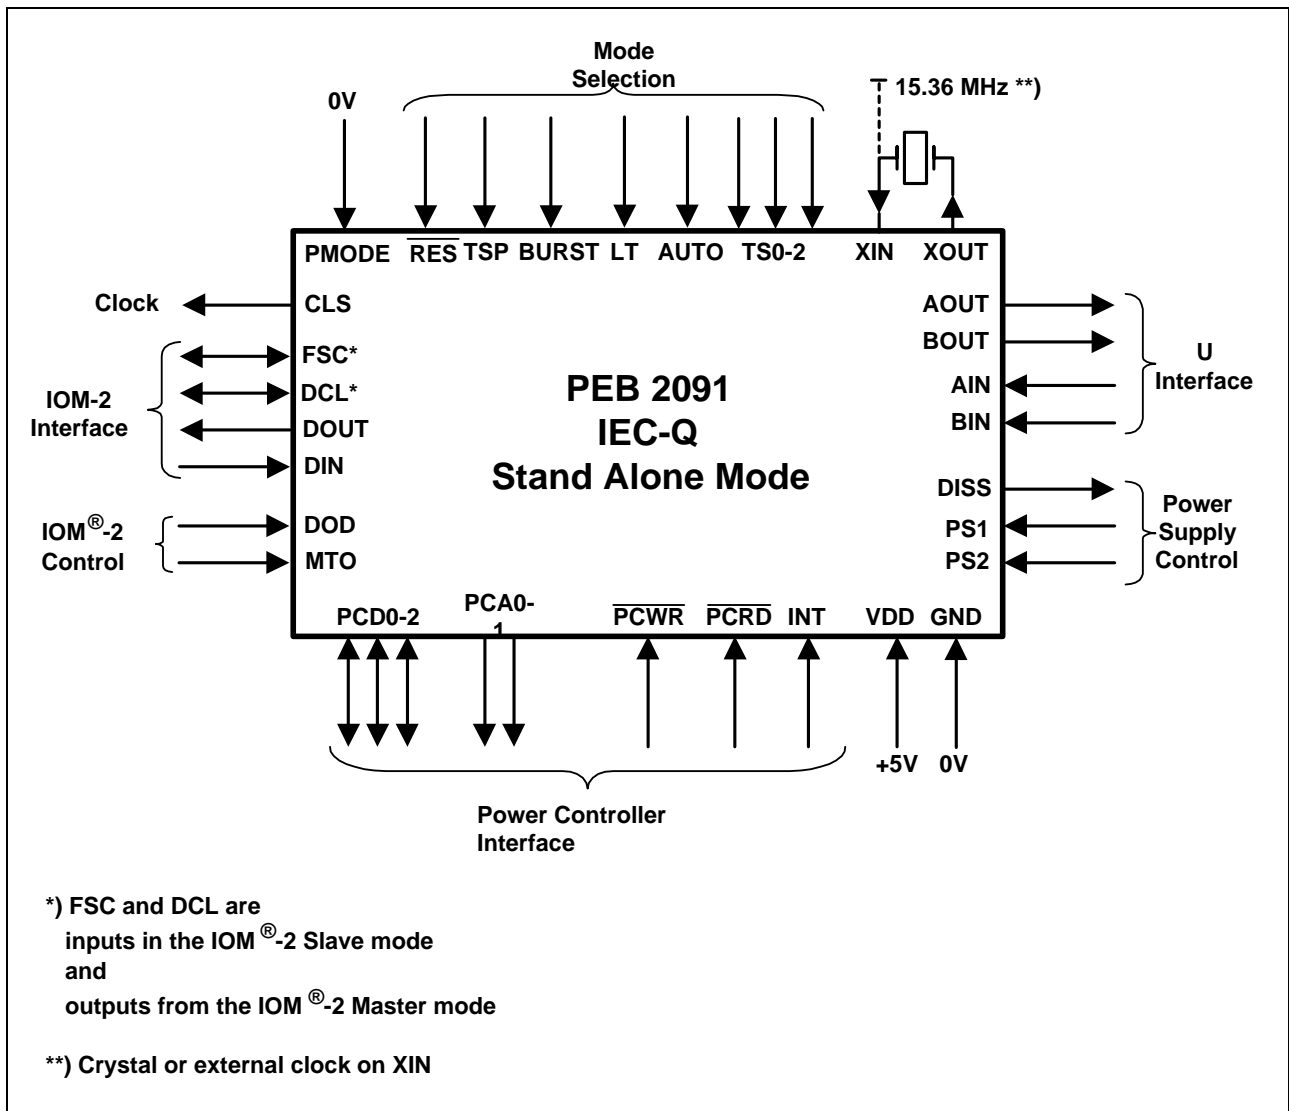 Mode
Selection
0V
15.36 MHz **)
PMODE
RES
TSP
BURST
LT
AUTO
TS0-2
XIN
XOUT
Clock
CLS
AOUT
BOUT
AIN
BIN
U
Interface
FSC*
DCL*
DOUT
DIN
IOM-2
Interface
PEB 2091
IEC-Q
Stand Alone Mode
DISS
PS1
PS2
Power
Supply
Control
IOM®-2
Control
DOD
MTO
PCD0-2
PCA0-
1
PCWR
PCRD
INT
VDD
GND
+5V
0V
Power Controller
Interface
*) FSC and DCL are
inputs in the IOM ®-2 Slave mode
and
outputs from the IOM ®-2 Master mode
**) Crystal or external clock on XIN